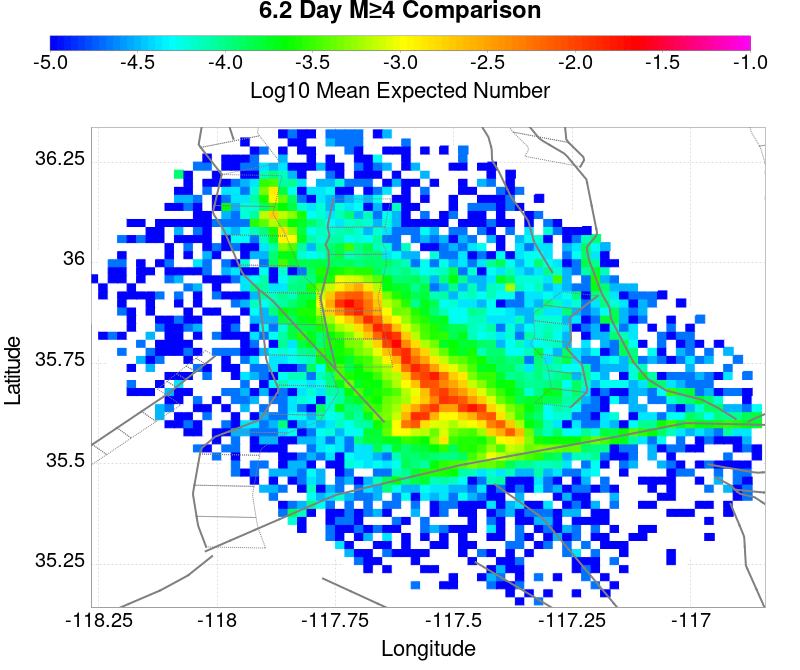 6.2 Day M≥4 Comparison
-5.0 -4.5 -4.0 -3.5 -3.0 -2.5 -2.0 -1.5 -1.0
Log10 Mean Expected Number
36.25
36
35.75
35.5
35.25
Latitude
-118.25 -118 -117.75 -117.5 -117.25 -117
Longitude